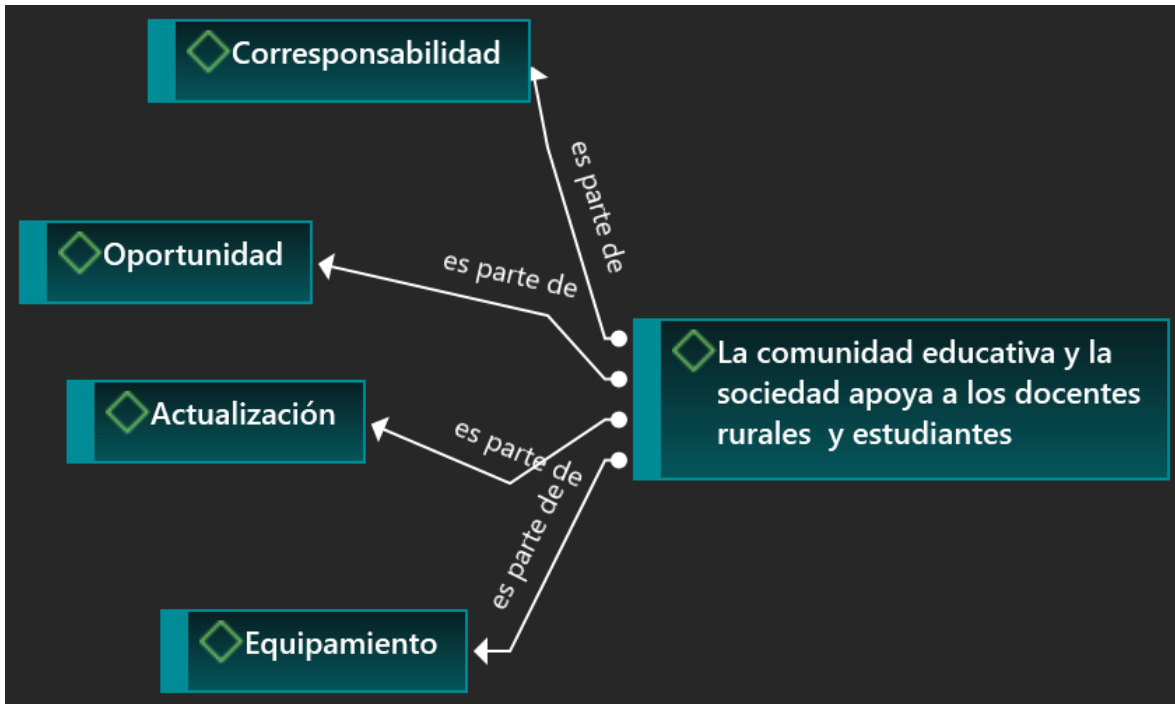 Corresponsabilidad
es parte de
Oportunidad
es parte de
La comunidad educativa y la
sociedad apoya a los docentes
rurales y estudiantes
Actualización
es parte de
es parte de
Equipamiento